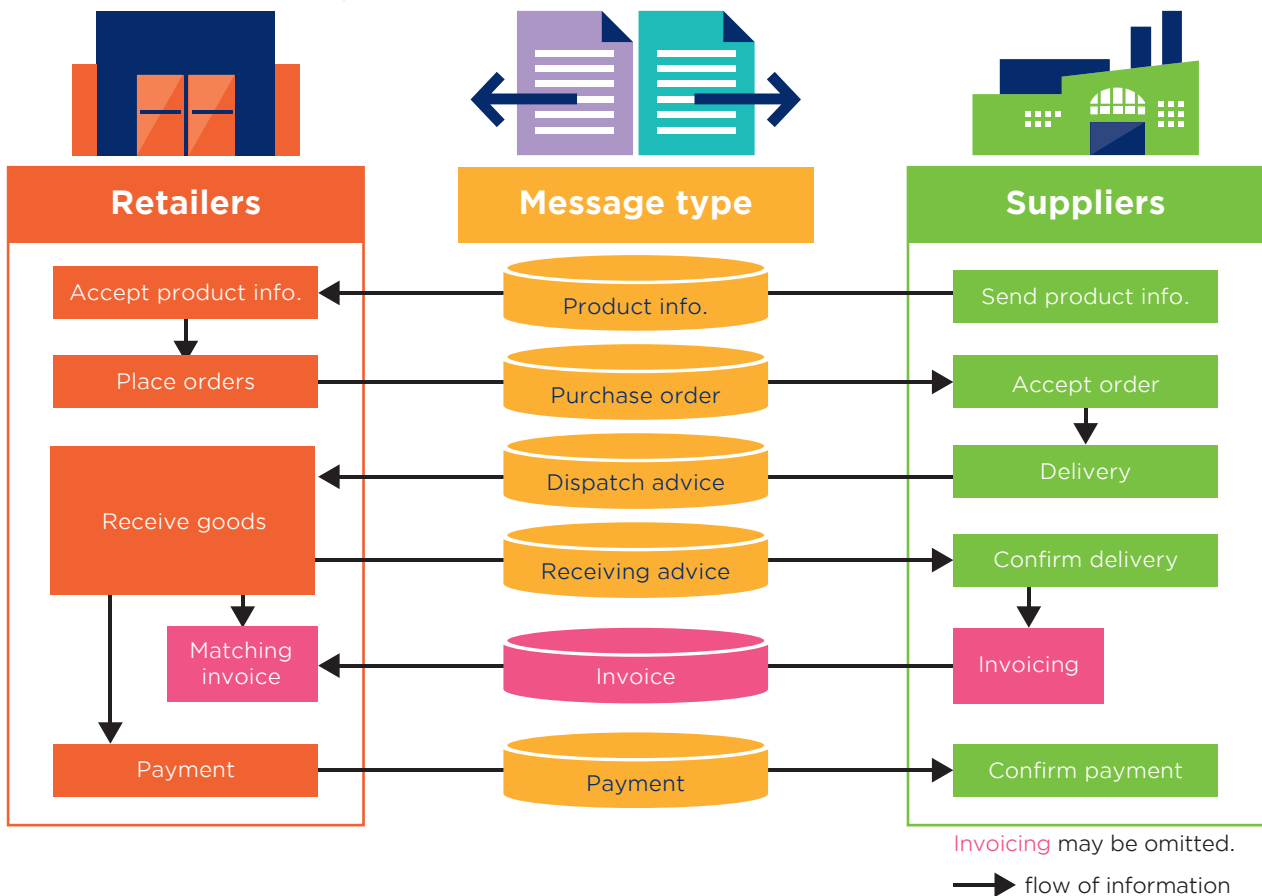 Retailers
Message type
Suppliers
Accept product info.
Product info.
Send product info.
Place orders
Purchase order
Accept order
Dispatch advice
Delivery
Receive goods
Receiving advice
Confirm delivery
Matching
invoice
Invoice
Invoicing
Payment
Payment
Confirm payment
Invoicing may be omitted.
flow of information